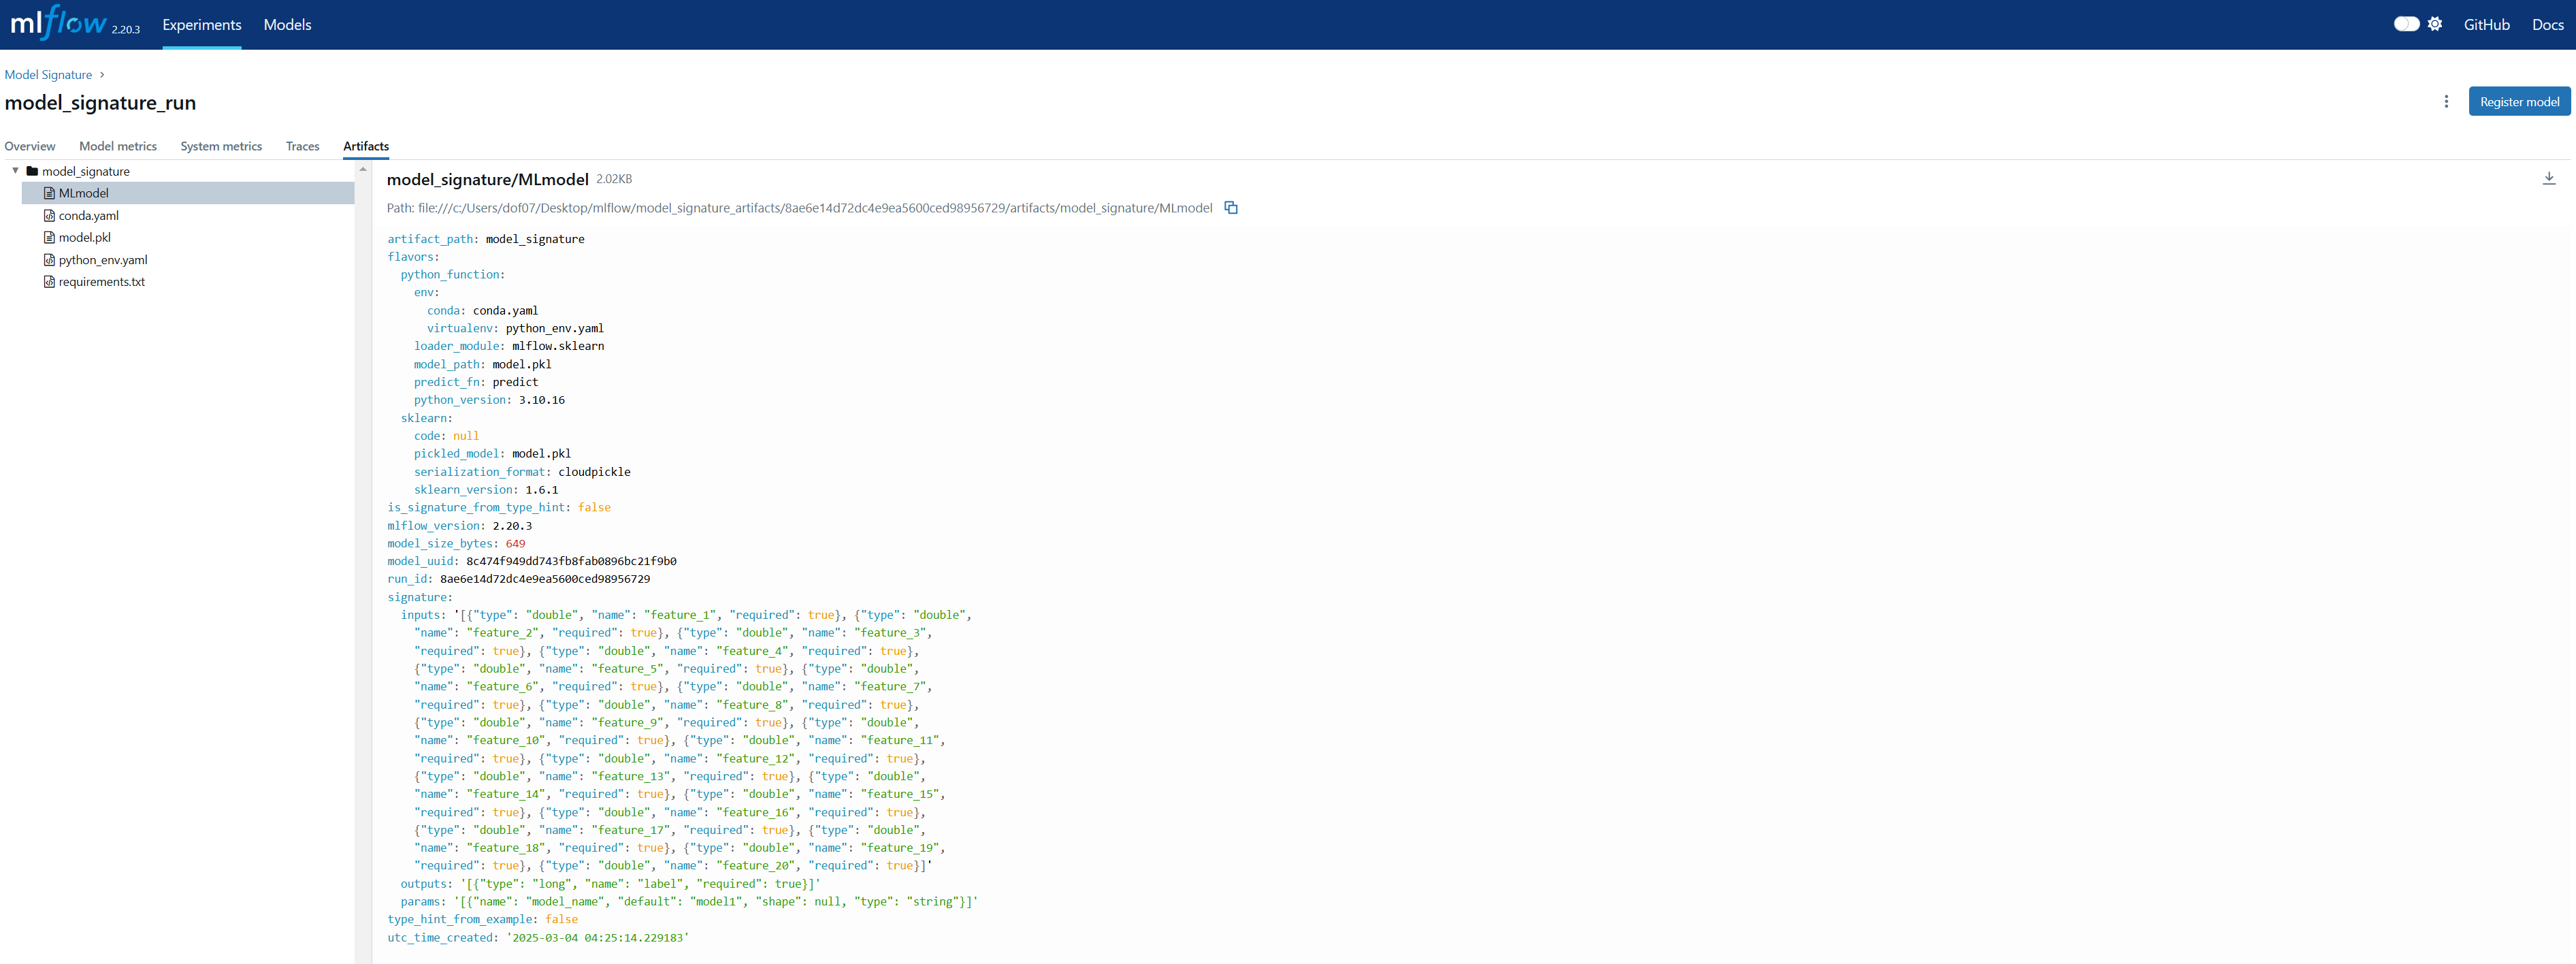 mlflow 2.20.3 Experiments Models GitHub Docs
Model Signature
model_signature_run
Register model
Overview Model metrics System metrics Traces Artifacts
model_signature
MLmodel
conda.yaml
model.pkl
python_env.yaml
requirements.txt
model_signature/MLmodel 2.02KB
Path: file:///c:/Users/dof07/Desktop/mlflow/model_signature_artifacts/8ae6e14d72dc4e9ea5600ced98956729/artifacts/model_signature/MLmodel
artifact_path: model_signature
flavors:
  python_function:
    env:
      conda: conda.yaml
      virtualenv: python_env.yaml
    loader_module: mlflow.sklearn
    model_path: model.pkl
    predict_fn: predict
    python_version: 3.10.16
  sklearn:
    code: null
    pickled_model: model.pkl
    serialization_format: cloudpickle
    sklearn_version: 1.6.1
is_signature_from_type_hint: false
mlflow_version: 2.20.3
model_size_bytes: 649
model_uuid: 8c474f949dd743fb8fab0896bc21f9b0
run_id: 8ae6e14d72dc4e9ea5600ced98956729
signature:
  inputs: '[{"type": "double", "name": "feature_1", "required": true}, {"type": "double",
    "name": "feature_2", "required": true}, {"type": "double", "name": "feature_3",
    "required": true}, {"type": "double", "name": "feature_4", "required": true},
    {"type": "double", "name": "feature_5", "required": true}, {"type": "double",
    "name": "feature_6", "required": true}, {"type": "double", "name": "feature_7",
    "required": true}, {"type": "double", "name": "feature_8", "required": true},
    {"type": "double", "name": "feature_9", "required": true}, {"type": "double",
    "name": "feature_10", "required": true}, {"type": "double", "name": "feature_11",
    "required": true}, {"type": "double", "name": "feature_12", "required": true},
    {"type": "double", "name": "feature_13", "required": true}, {"type": "double",
    "name": "feature_14", "required": true}, {"type": "double", "name": "feature_15",
    "required": true}, {"type": "double", "name": "feature_16", "required": true},
    {"type": "double", "name": "feature_17", "required": true}, {"type": "double",
    "name": "feature_18", "required": true}, {"type": "double", "name": "feature_19",
    "required": true}, {"type": "double", "name": "feature_20", "required": true}]'
  outputs: '[{"type": "long", "name": "label", "required": true}]'
  params: '[{"name": "model_name", "default": "model1", "shape": null, "type": "string"}]'
type_hint_from_example: false
utc_time_created: '2025-03-04 04:25:14.229183'